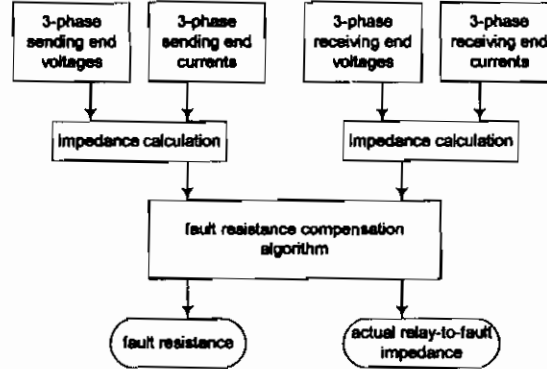 3-phase
sending end
voltages
3-phase
sending end
currents
3-phase
receiving end
voltages
3-phase
receiving end
currents
impedance calculation
impedance calculation
fault resistance compensation
algorithm
fault resistance
actual relay-to-fault
impedance